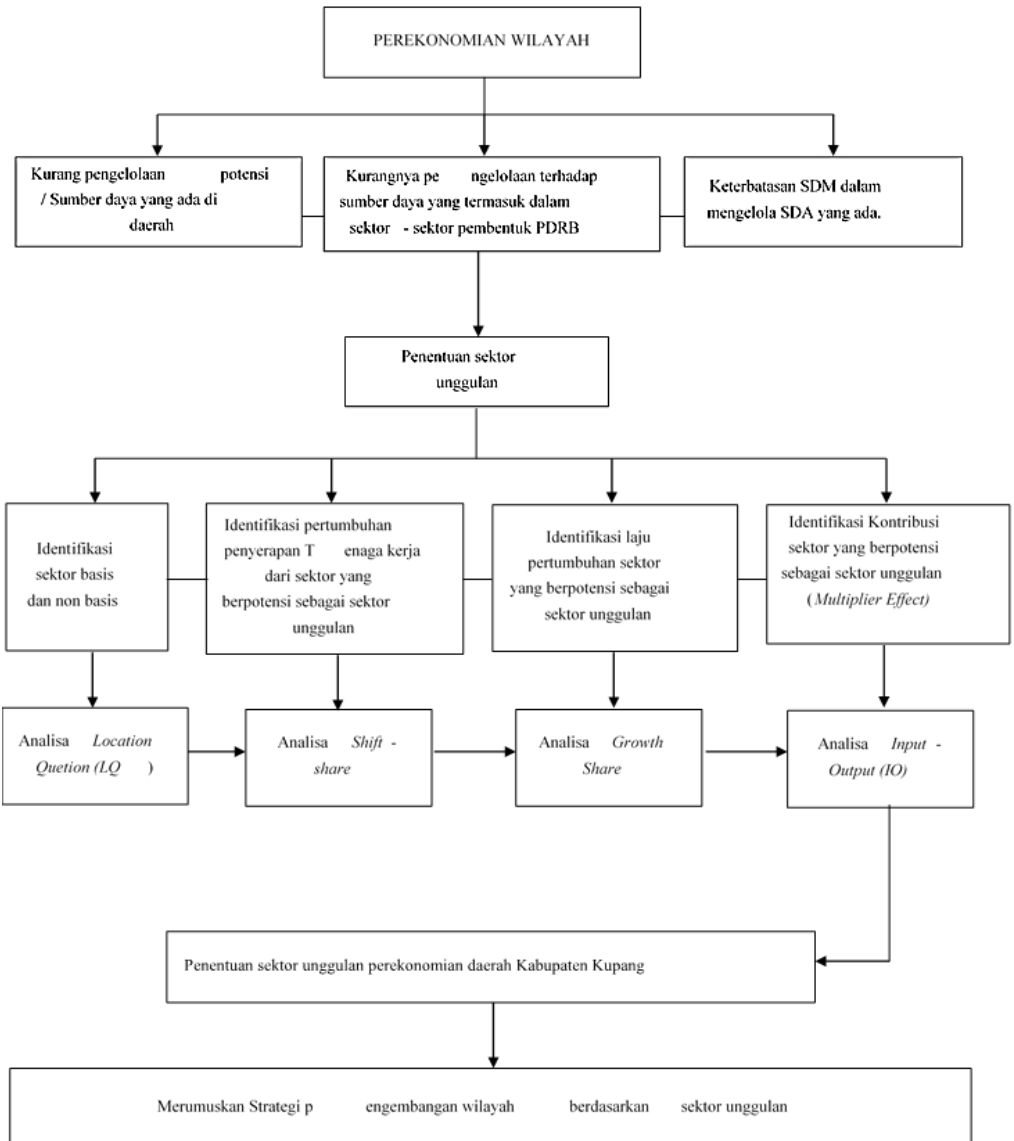 PEREKONOMIAN WILAYAH
Kurang pengelolaan potensi
/ Sumber daya yang ada di
daerah
Kurangnya pe ngelolaan terhadap
sumber daya yang termasuk dalam
sektor - sektor pembentuk PDRB
Keterbatasan SDM dalam
mengelola SDA yang ada.
Penentuan sektor
unggulan
Identifikasi
sektor basis
dan non basis
Identifikasi pertumbuhan
penyerapan T enaga kerja
dari sektor yang
berpotensi sebagai sektor
unggulan
Identifikasi laju
pertumbuhan sektor
yang berpotensi sebagai
sektor unggulan
Identifikasi Kontribusi
sektor yang berpotensi
sebagai sektor unggulan
(Multiplier Effect)
Analisa Location
Quetion (LQ )
Analisa Shift -
share
Analisa Growth
Share
Analisa Input -
Output (IO)
Penentuan sektor unggulan perekonomian daerah Kabupaten Kupang
Merumuskan Strategi p engembangan wilayah berdasarkan sektor unggulan